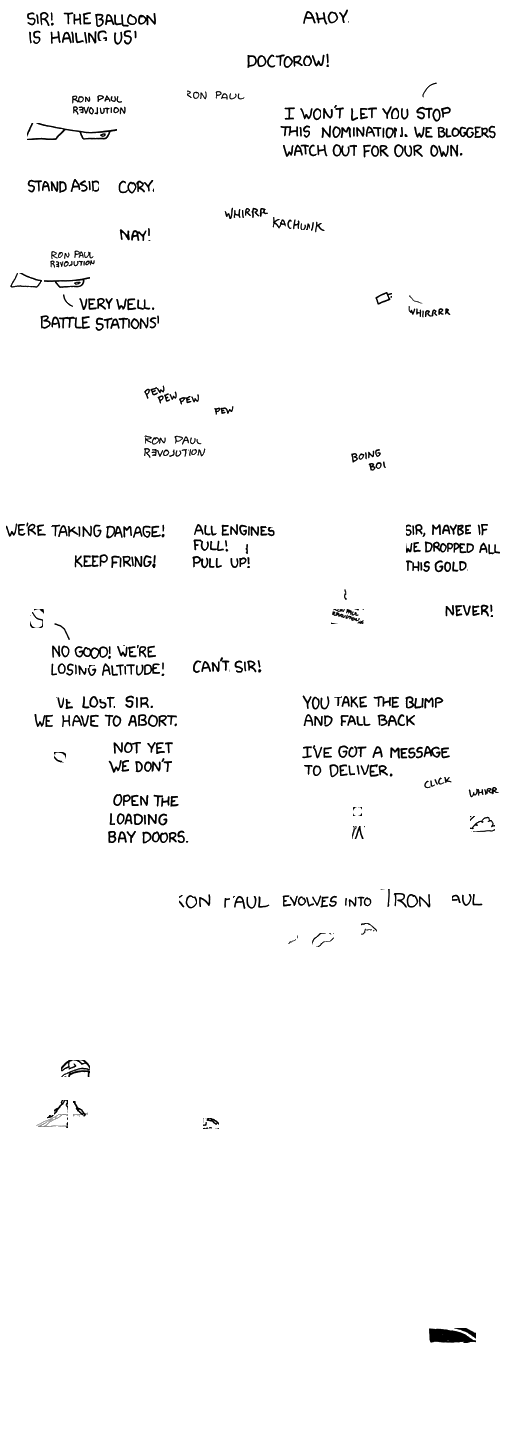 SIR! THE BALLOON
IS HAILING US!
AHOY.
DOCTOROW!
RON PAUL
REVOLUTION
RON PAUL
I WON'T LET YOU STOP
THIS NOMINATION. WE BLOGGERS
WATCH OUT FOR OUR OWN.
STAND ASID CORY.
NAY!
WHIRRR
KACHUNK
RON PAUL
REVOLUTION
VERY WELL.
BATTLE STATIONS!
WHIRRRR
PEW
PEW PEW
PEW
RON PAUL
REVOLUTION
BOING
BOI
WE'RE TAKING DAMAGE!
KEEP FIRING!
ALL ENGINES
FULL!
PULL UP!
SIR, MAYBE IF
WE DROPPED ALL
THIS GOLD
NEVER!
NO GOOD! WE'RE
LOSING ALTITUDE!
CAN'T SIR!
LOST. SIR.
WE HAVE TO ABORT.
NOT YET
WE DON'T
OPEN THE
LOADING
BAY DOORS.
YOU TAKE THE BLIMP
AND FALL BACK
I'VE GOT A MESSAGE
TO DELIVER.
CLICK
WHIRR
RON PAUL EVOLVES INTO IRON AUL